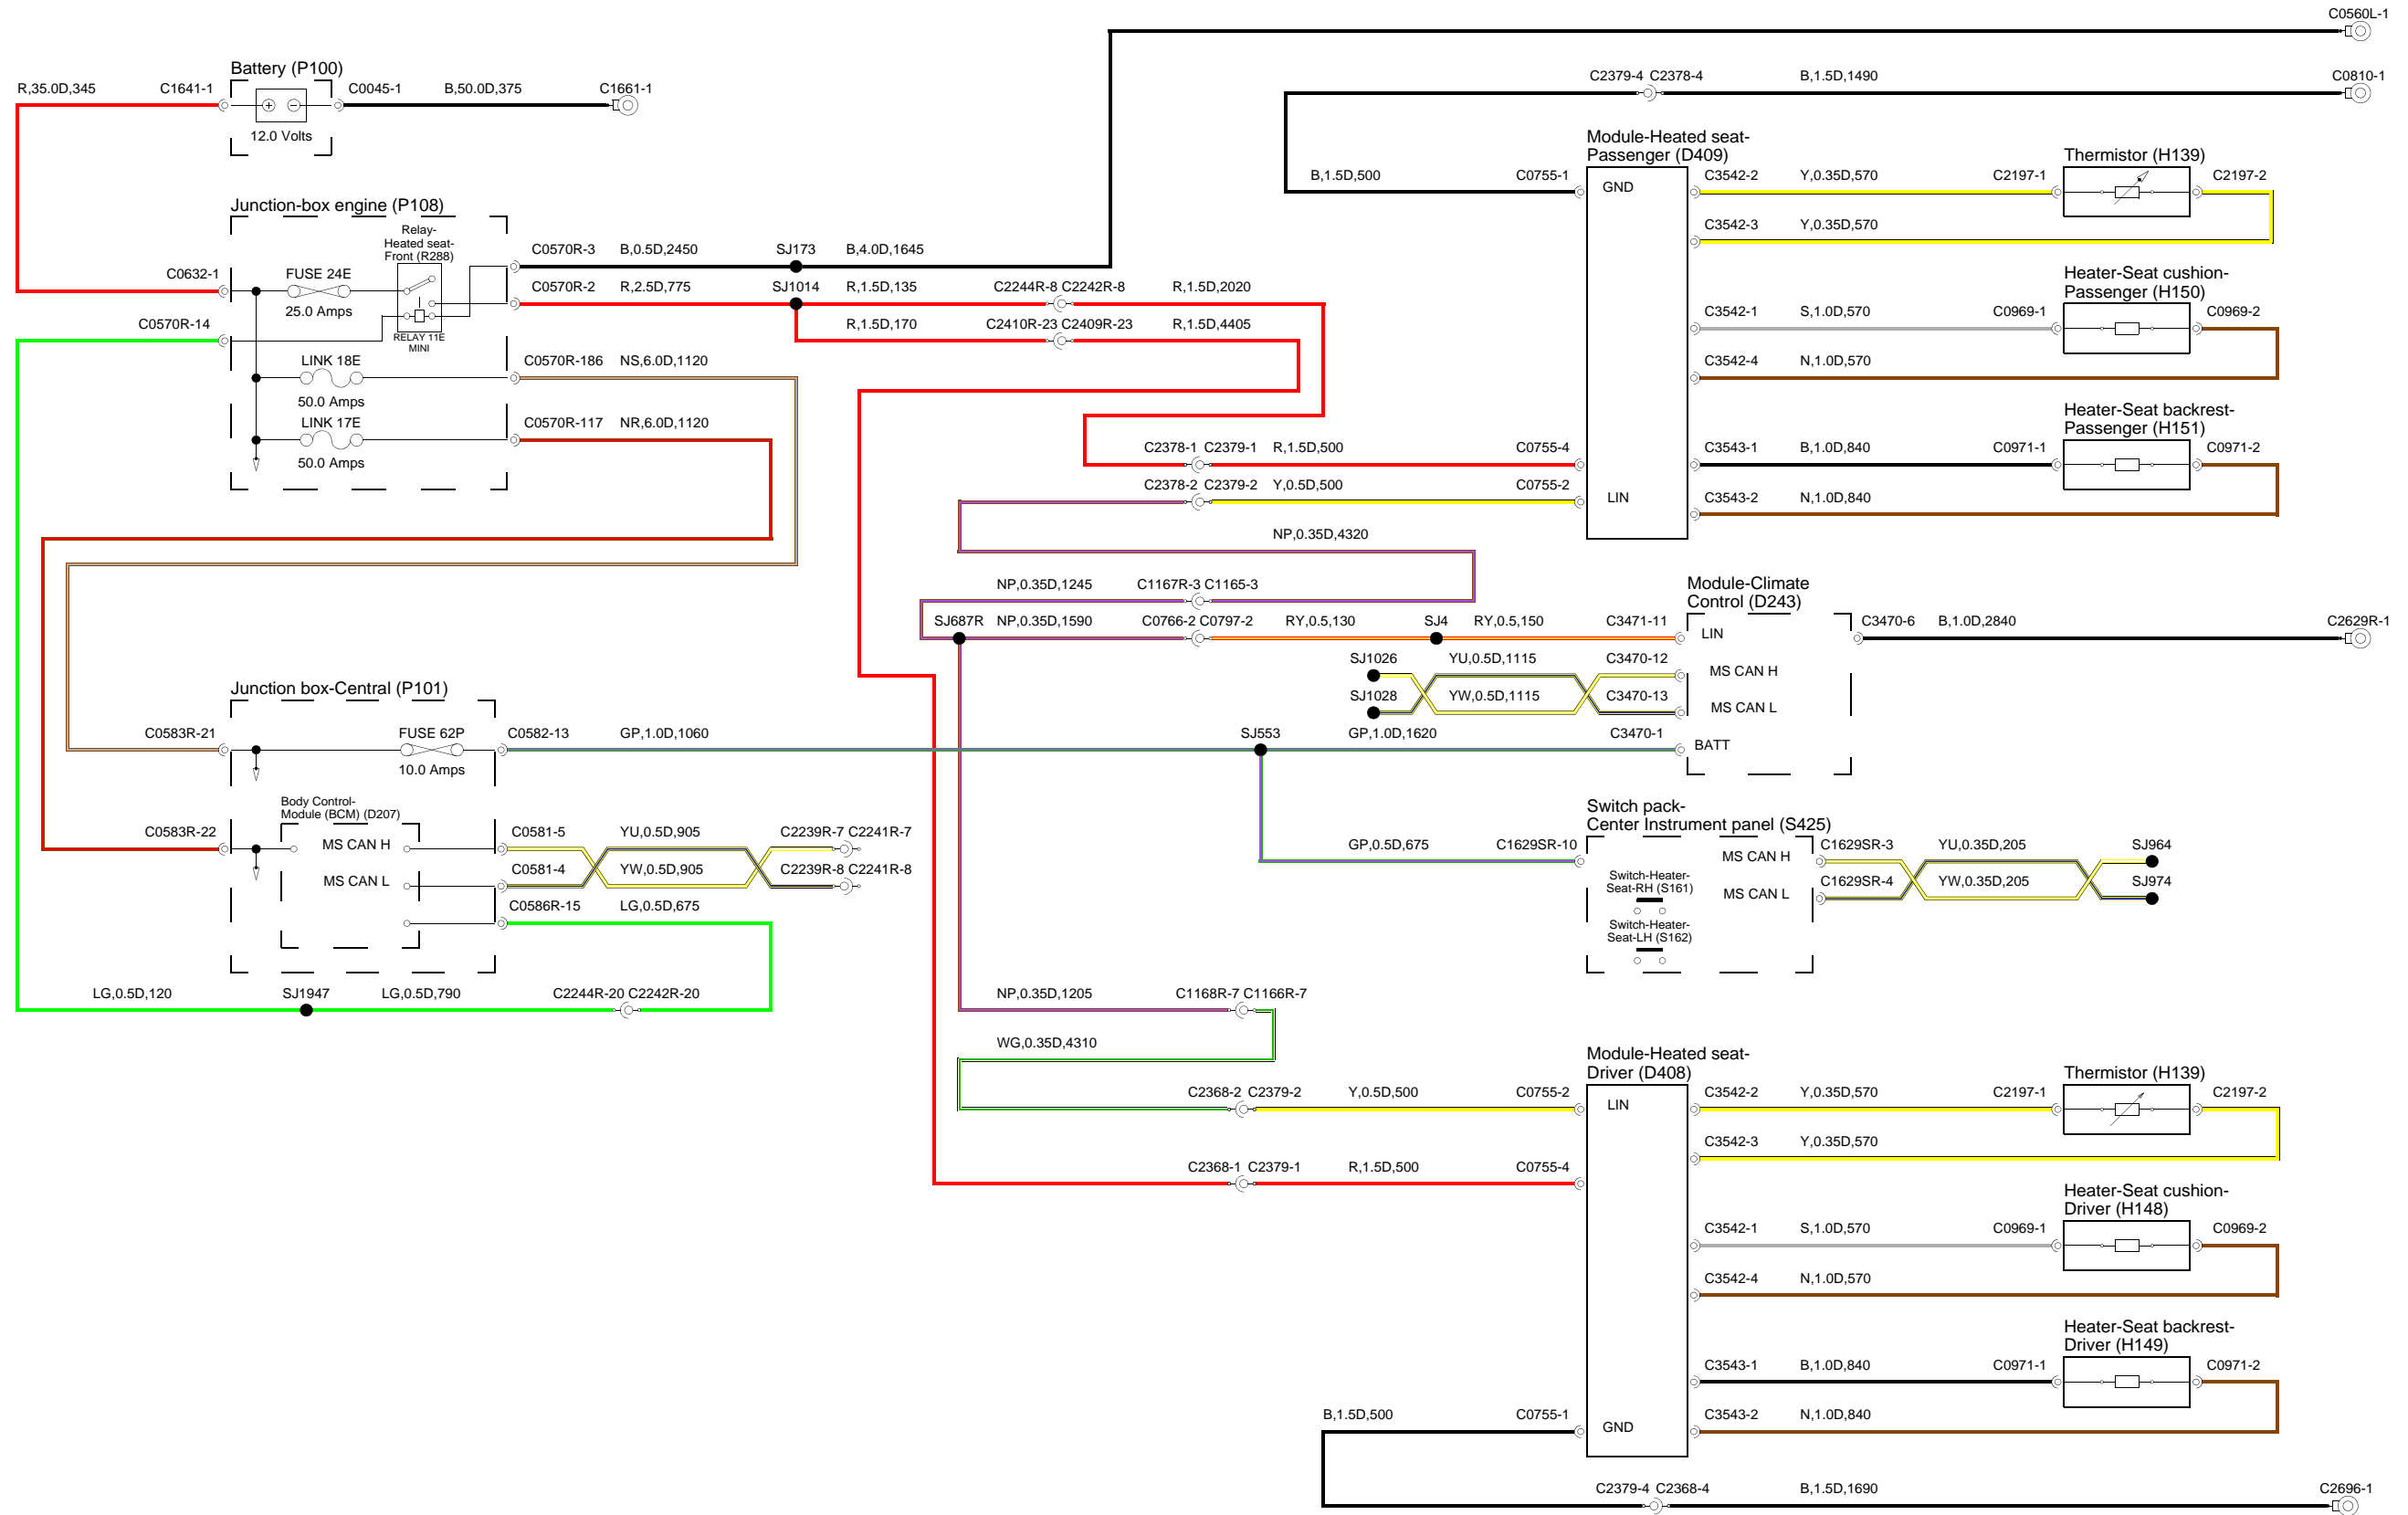 C0560L-1
Battery (P100)
R,35.0D,345
C1641-1
C0045-1
B,50.0D,375
C1661-1
12.0 Volts
C2379-4 C2378-4
B,1.5D,1490
C0810-1
Module-Heated seat-
Passenger (D409)
B,1.5D,500
C0755-1
GND
C3542-2
Y,0.35D,570
C2197-1
Thermistor (H139)
C2197-2
C3542-3
Y,0.35D,570
Junction-box engine (P108)
Relay-
Heated seat-
Front (R288)
C0570R-3
B,0.5D,2450
SJ173
B,4.0D,1645
C0632-1
FUSE 24E
25.0 Amps
C0570R-2
R,2.5D,775
SJ1014
R,1.5D,135
C2244R-8 C2242R-8
R,1.5D,2020
Heater-Seat cushion-
Passenger (H150)
C3542-1
S,1.0D,570
C0969-1
C0969-2
C0570R-14
RELAY 11E
MINI
R,1.5D,170
C2410R-23 C2409R-23
R,1.5D,4405
LINK 18E
50.0 Amps
C0570R-186
NS,6.0D,1120
C3542-4
N,1.0D,570
LINK 17E
50.0 Amps
C0570R-117
NR,6.0D,1120
Heater-Seat backrest-
Passenger (H151)
C2378-1 C2379-1
R,1.5D,500
C0755-4
C3543-1
B,1.0D,840
C0971-1
C0971-2
C2378-2 C2379-2
Y,0.5D,500
C0755-2
LIN
C3543-2
N,1.0D,840
NP,0.35D,4320
NP,0.35D,1245
C1167R-3 C1165-3
Module-Climate
Control (D243)
SJ687R
NP,0.35D,1590
C0766-2 C0797-2
RY,0.5,130
SJ4
RY,0.5,150
C3471-11
LIN
C3470-6
B,1.0D,2840
C2629R-1
SJ1026
YU,0.5D,1115
C3470-12
MS CAN H
SJ1028
YW,0.5D,1115
C3470-13
MS CAN L
Junction box-Central (P101)
C0583R-21
FUSE 62P
10.0 Amps
C0582-13
GP,1.0D,1060
SJ553
GP,1.0D,1620
C3470-1
BATT
Body Control-
Module (BCM) (D207)
C0583R-22
MS CAN H
C0581-5
YU,0.5D,905
C2239R-7 C2241R-7
MS CAN L
C0581-4
YW,0.5D,905
C2239R-8 C2241R-8
C0586R-15
LG,0.5D,675
Switch pack-
Center Instrument panel (S425)
GP,0.5D,675
C1629SR-10
MS CAN H
C1629SR-3
YU,0.35D,205
SJ964
Switch-Heater-
Seat-RH (S161)
MS CAN L
C1629SR-4
YW,0.35D,205
SJ974
Switch-Heater-
Seat-LH (S162)
LG,0.5D,120
SJ1947
LG,0.5D,790
C2244R-20 C2242R-20
NP,0.35D,1205
C1168R-7 C1166R-7
WG,0.35D,4310
Module-Heated seat-
Driver (D408)
C2368-2 C2379-2
Y,0.5D,500
C0755-2
LIN
C3542-2
Y,0.35D,570
C2197-1
Thermistor (H139)
C2197-2
C3542-3
Y,0.35D,570
C2368-1 C2379-1
R,1.5D,500
C0755-4
Heater-Seat cushion-
Driver (H148)
C3542-1
S,1.0D,570
C0969-1
C0969-2
C3542-4
N,1.0D,570
Heater-Seat backrest-
Driver (H149)
C3543-1
B,1.0D,840
C0971-1
C0971-2
B,1.5D,500
C0755-1
GND
C3543-2
N,1.0D,840
C2379-4 C2368-4
B,1.5D,1690
C2696-1